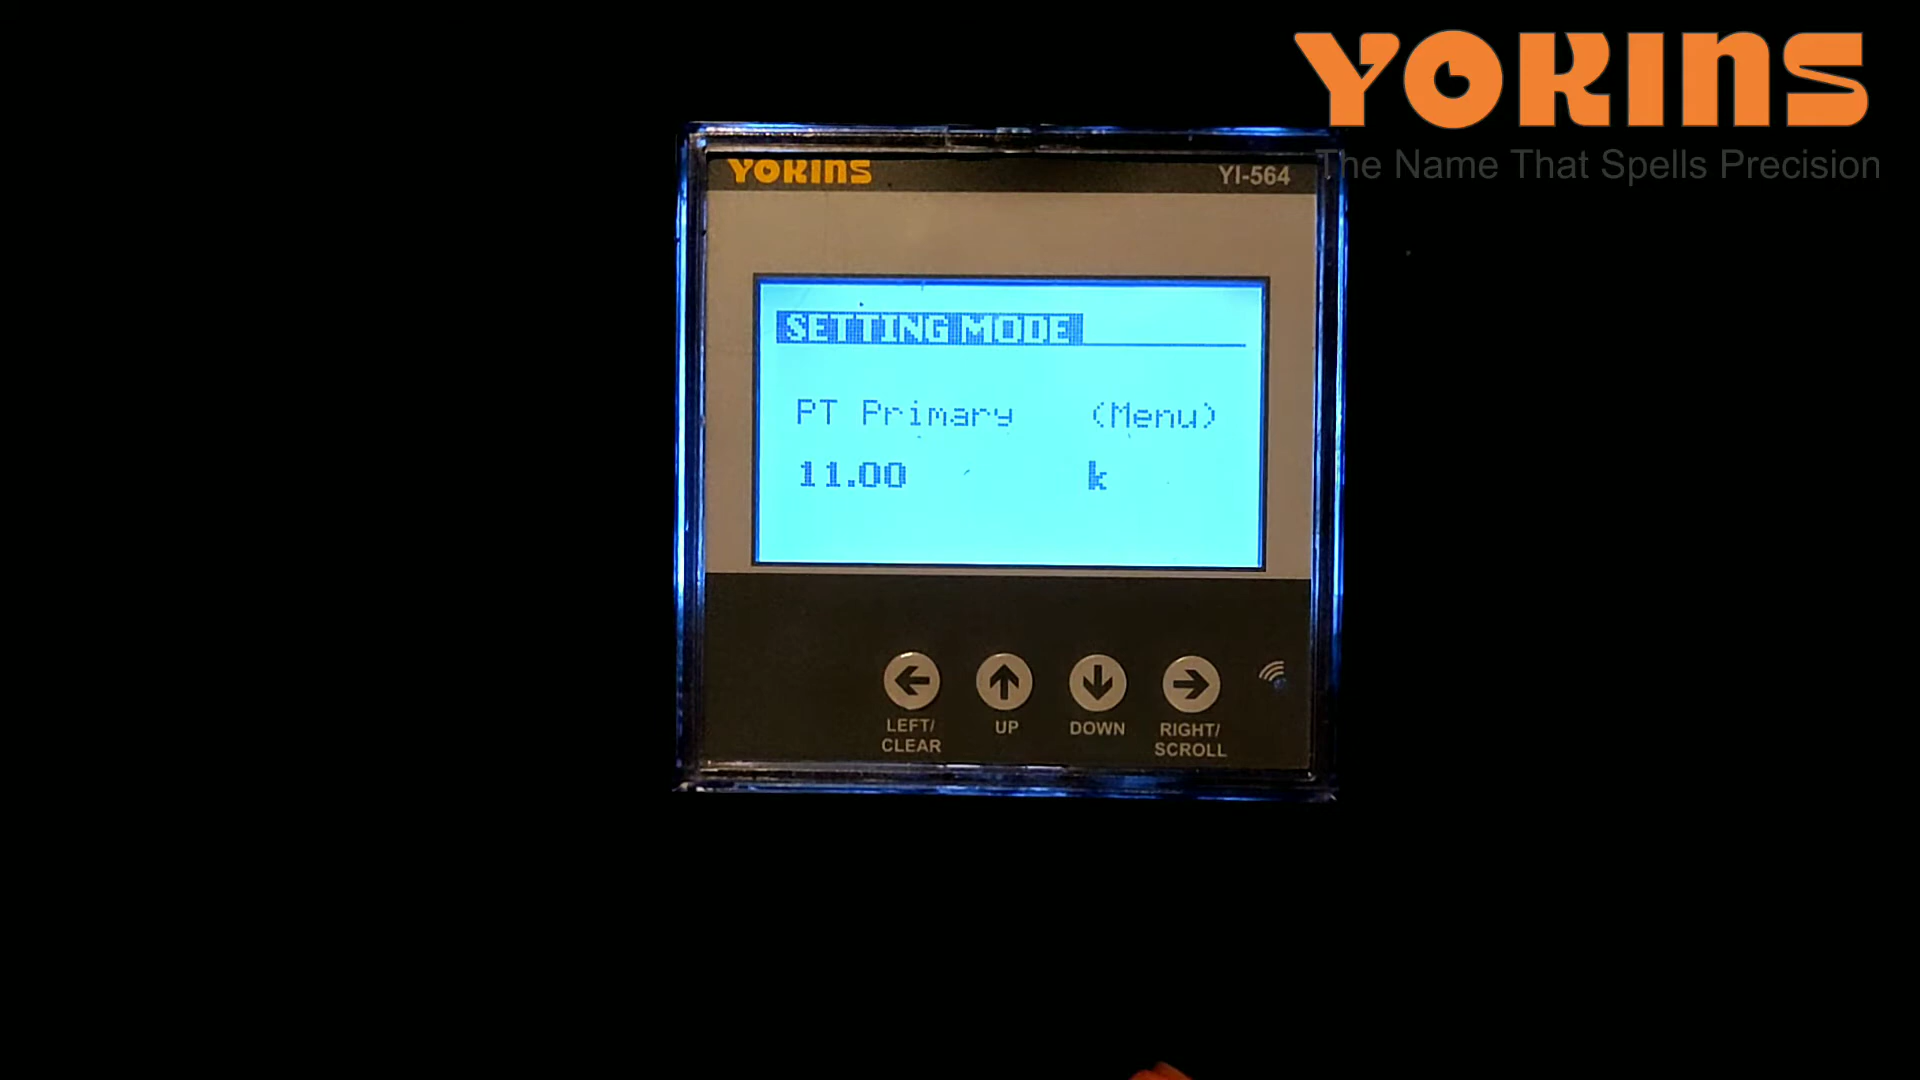 YOKINS
The Name That Spells Precision
YOKINS YI-564
SETTING MODE
PT Primary (Menu)
11.00 k
LEFT/ CLEAR
UP
DOWN
RIGHT/ SCROLL